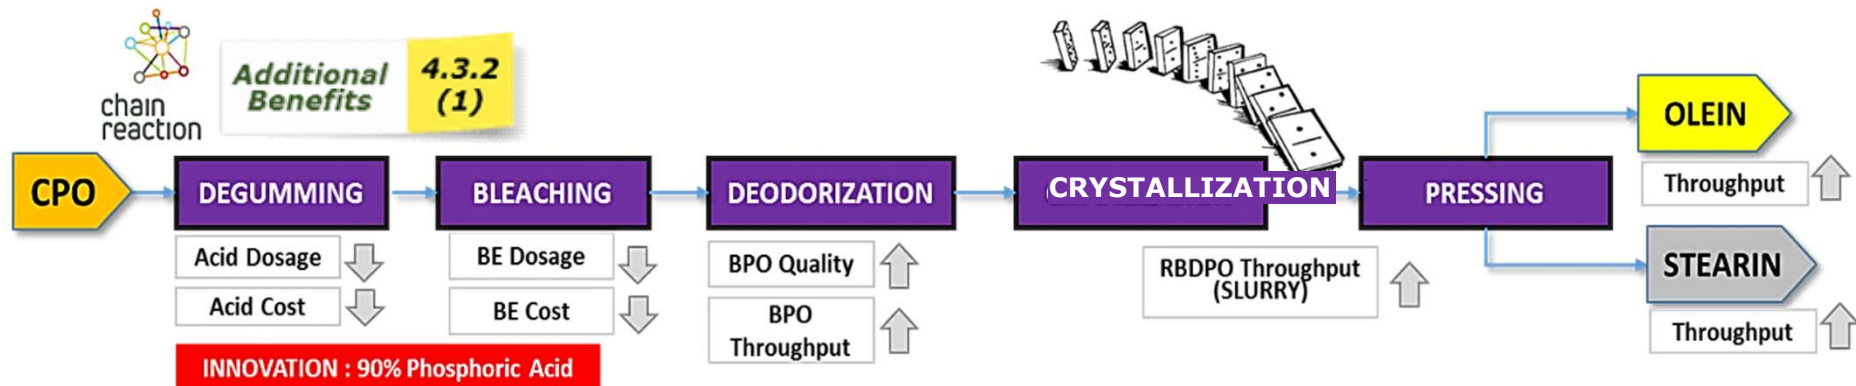 chain
reaction
Additional
Benefits
4.3.2
(1)
CPO
DEGUMMING
BLEACHING
DEODORIZATION
CRYSTALLIZATION
PRESSING
OLEIN
Throughput
STEARIN
Throughput
Acid Dosage
Acid Cost
BE Dosage
BE Cost
BPO Quality
BPO
Throughput
RBDPO Throughput
(SLURRY)
INNOVATION : 90% Phosphoric Acid